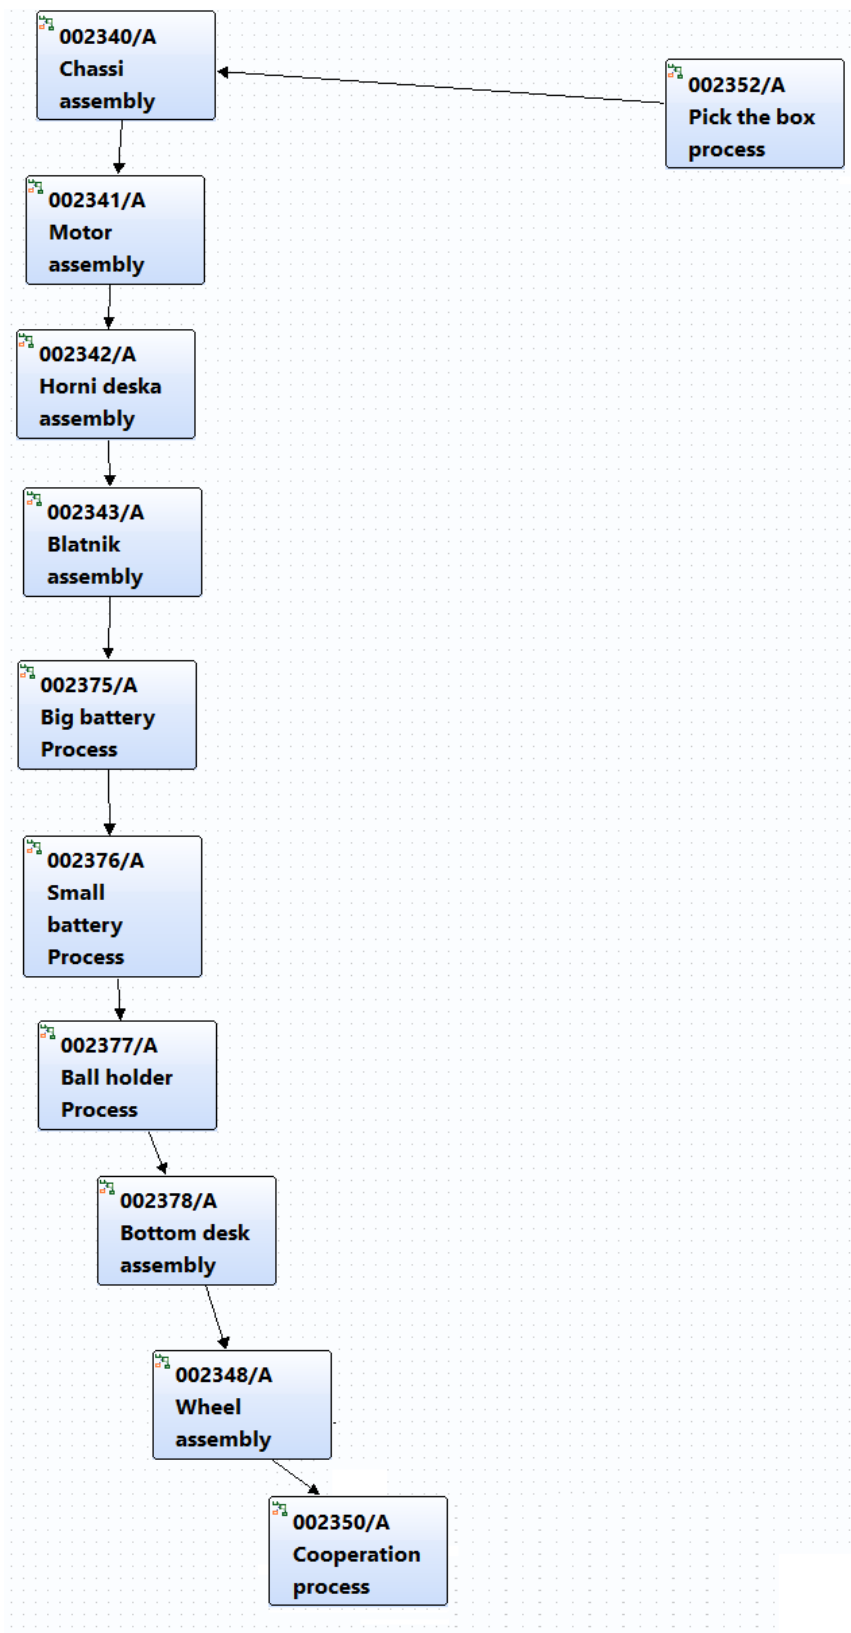 002340/A
Chassi
assembly
002352/A
Pick the box
process
002341/A
Motor
assembly
002342/A
Horni deska
assembly
002343/A
Blatnik
assembly
002375/A
Big battery
Process
002376/A
Small
battery
Process
002377/A
Ball holder
Process
002378/A
Bottom desk
assembly
002348/A
Wheel
assembly
002350/A
Cooperation
process